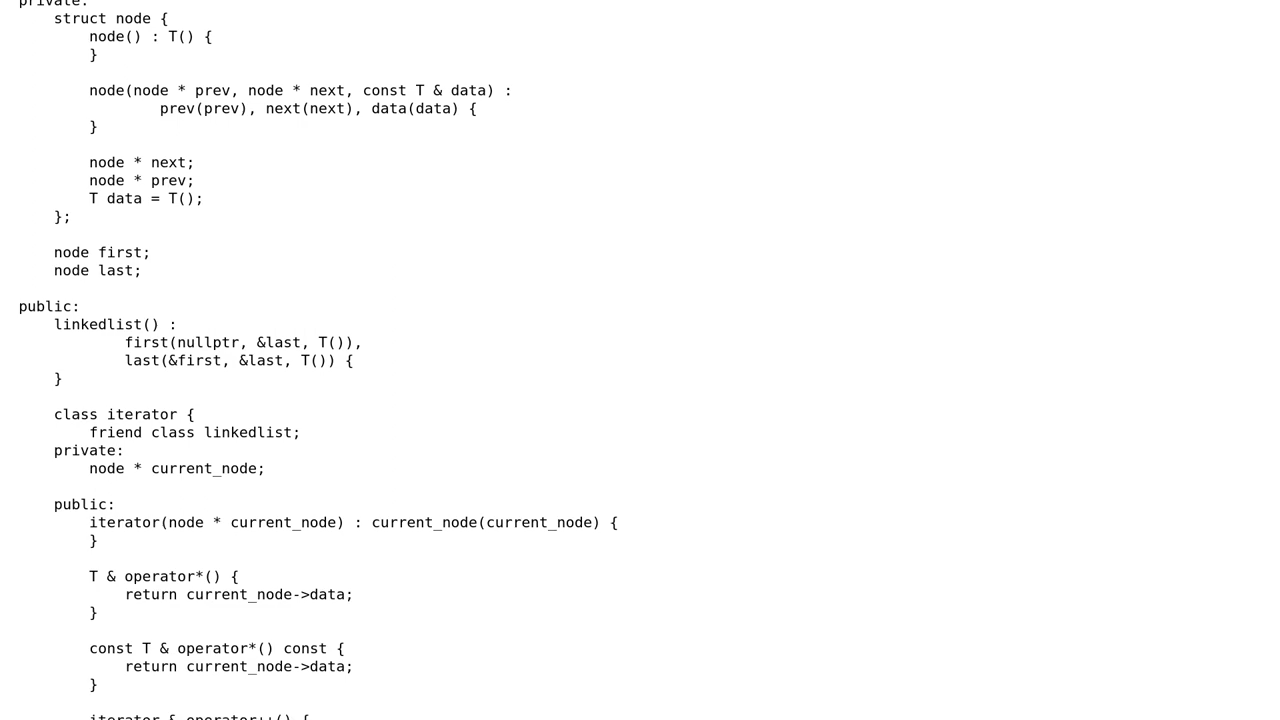 private:
    struct node {
        node() : T() {
        }

        node(node * prev, node * next, const T & data) :
                prev(prev), next(next), data(data) {
        }

        node * next;
        node * prev;
        T data = T();
    };

    node first;
    node last;

public:
    linkedlist() :
            first(nullptr, &last, T()),
            last(&first, &last, T()) {
    }

    class iterator {
        friend class linkedlist;
    private:
        node * current_node;

    public:
        iterator(node * current_node) : current_node(current_node) {
        }

        T & operator*() {
            return current_node->data;
        }

        const T & operator*() const {
            return current_node->data;
        }

        iterator & operator++() {